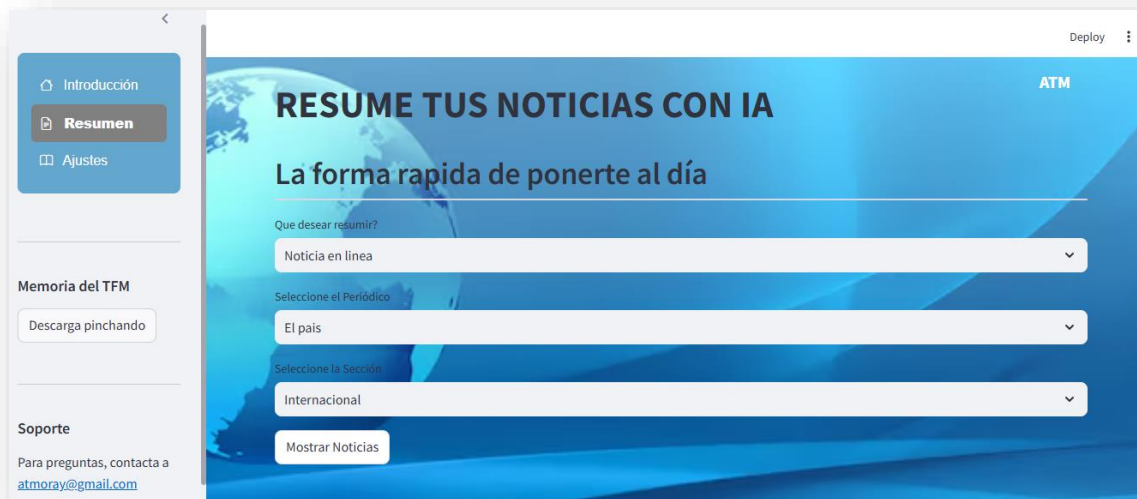 Deploy
Introducción
Resumen
Ajustes
Memoria del TFM
Descarga pinchando
Soporte
Para preguntas, contacta a
atmoray@gmail.com
ATM
RESUME TUS NOTICIAS CON IA
La forma rapida de ponerte al día
Que desear resumir?
Noticia en linea
Seleccione el Periódico
El pais
Seleccione la Sección
Internacional
Mostrar Noticias